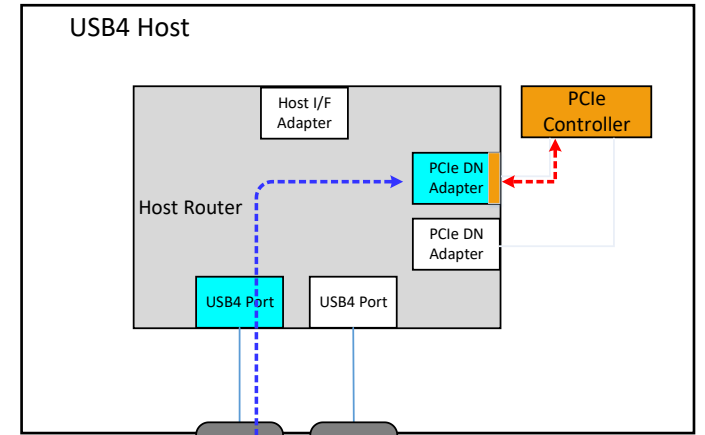 USB4 Host
Host I/F
Adapter
PCIe
Controller
PCIe DN
Adapter
Host Router
PCIe DN
Adapter
USB4 Port
USB4 Port